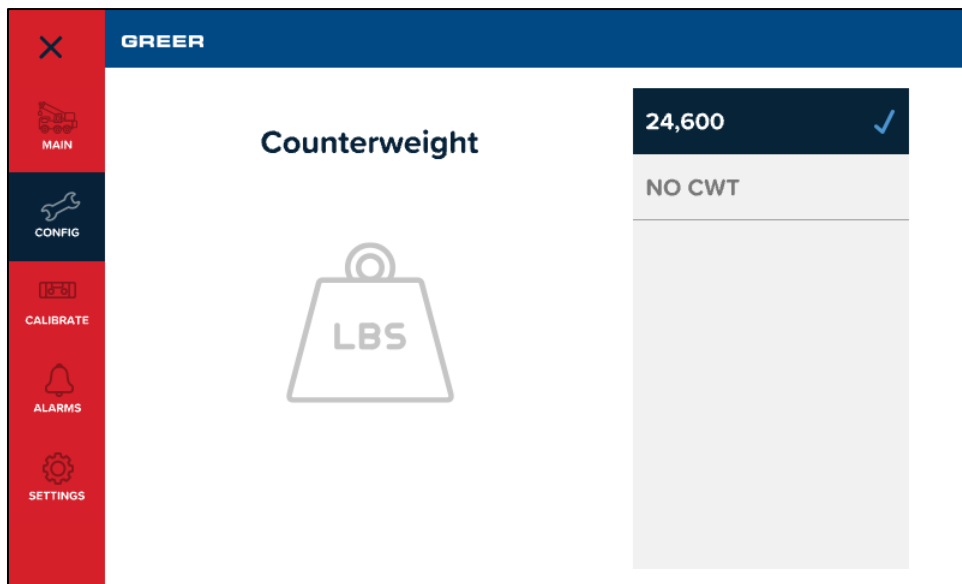 GREER
MAIN
CONFIG
CALIBRATE
ALARMS
SETTINGS
Counterweight
LBS
24,600
NO CWT